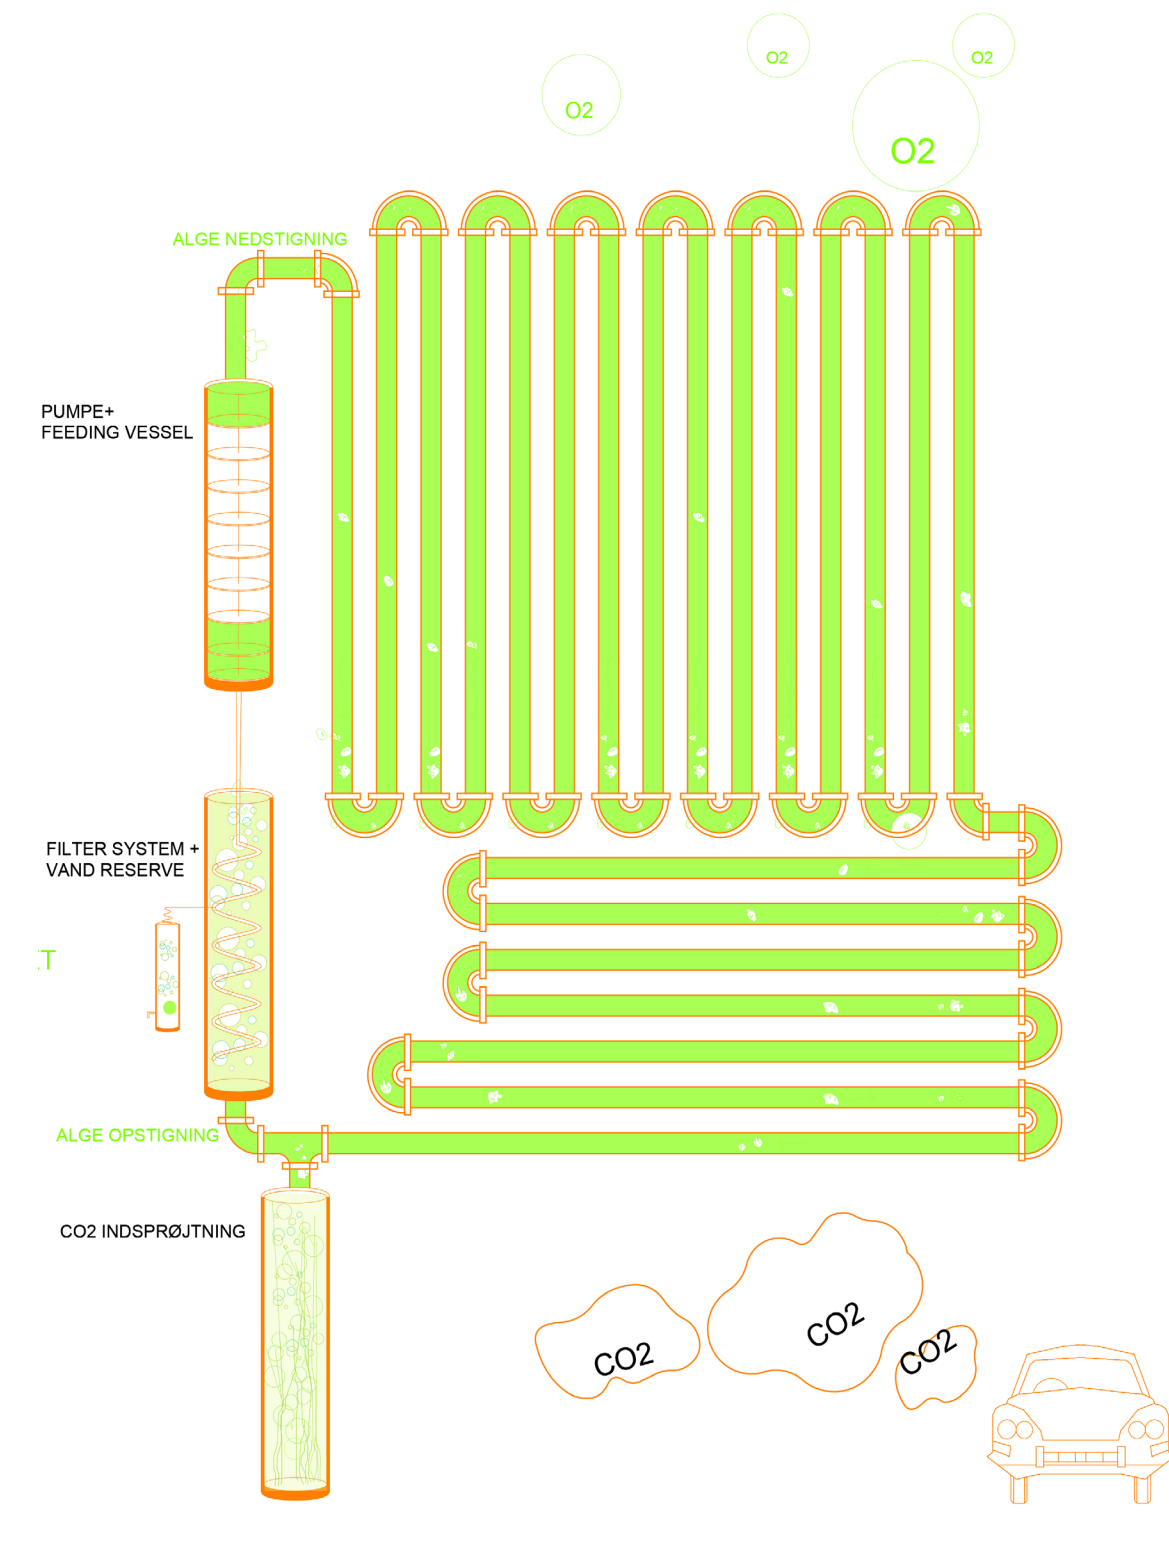 O2
O2
O2
O2
ALGE NEDSTIGNING
PUMPE+
FEEDING VESSEL
FILTER SYSTEM +
VAND RESERVE
ALGE OPSTIGNING
CO2 INDSPRØJTNING
CO2
CO2
CO2